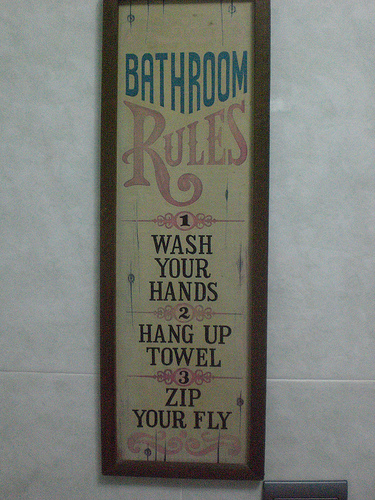 BATHROOM
RULES
1
WASH
YOUR
HANDS
2
HANG UP
TOWEL
3
ZIP
YOUR FLY